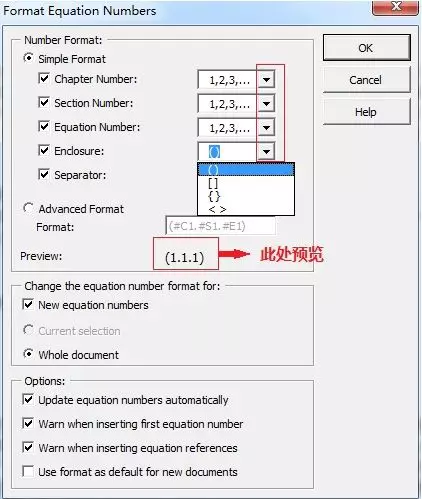 Format Equation Numbers
Number Format:
Simple Format
OK
Chapter Number:
1,2,3,...
Cancel
Section Number:
1,2,3,...
Equation Number:
1,2,3,...
Help
Enclosure:
()
Separator:
()
[]
{}
< >
Advanced Format
Format:
(#C1.#S1.#E1)
Preview:
(1.1.1)
此处预览
Change the equation number format for:
New equation numbers
Current selection
Whole document
Options:
Update equation numbers automatically
Warn when inserting first equation number
Warn when inserting equation references
Use format as default for new documents